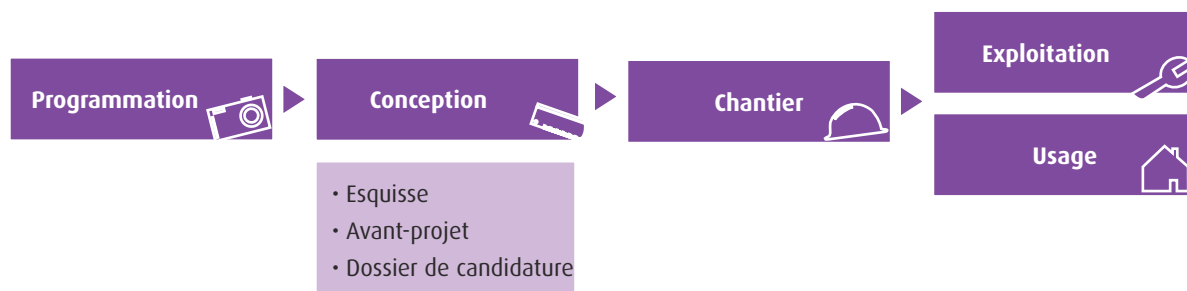 Programmation
Conception
Chantier
Exploitation
Usage
• Esquisse
• Avant-projet
• Dossier de candidature